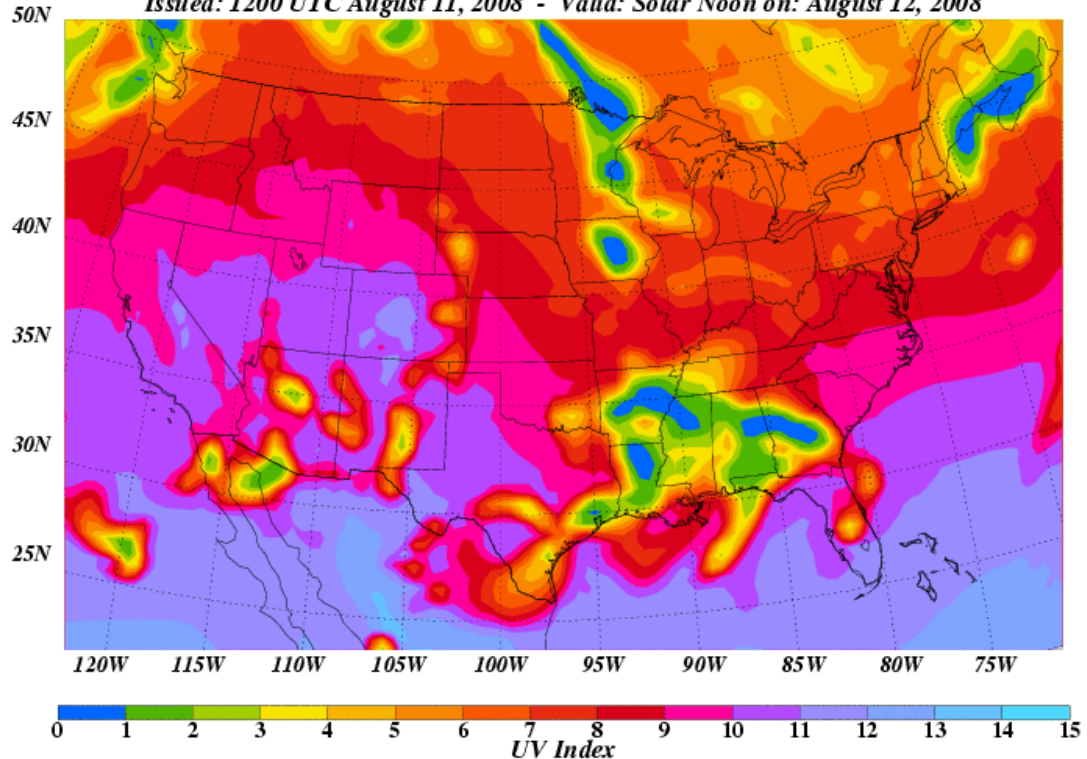 Issued: 1200 UTC August 11, 2008 - Valid: Solar Noon on: August 12, 2008
50N
45N
40N
35N
30N
25N
120W 115W 110W 105W 100W 95W 90W 85W 80W 75W
0 1 2 3 4 5 6 7 8 9 10 11 12 13 14 15
UV Index